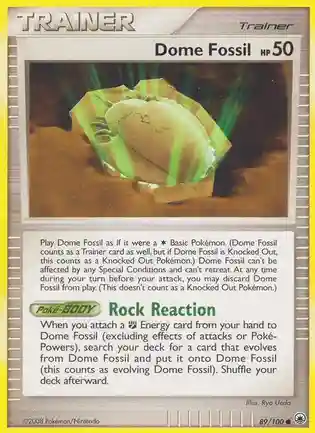 TRAINER
Trainer
Dome Fossil HP 50
Play Dome Fossil as if it were a Basic Pokémon. (Dome Fossil
counts as a Trainer card as well, but if Dome Fossil is Knocked Out,
this counts as a Knocked Out Pokémon.) Dome Fossil can't be
affected by any Special Conditions and can't retreat. At any time
during your turn before your attack, you may discard Dome
Fossil from play. (This doesn't count as a Knocked Out Pokémon.)
Poké-BODY Rock Reaction
When you attach a Energy card from your hand to
Dome Fossil (excluding effects of attacks or Poké-
Powers), search your deck for a card that evolves
from Dome Fossil and put it onto Dome Fossil
(this counts as evolving Dome Fossil). Shuffle your
deck afterward.
Illus. Ryo Ueda
©2008 Pokémon/Nintendo
89/100